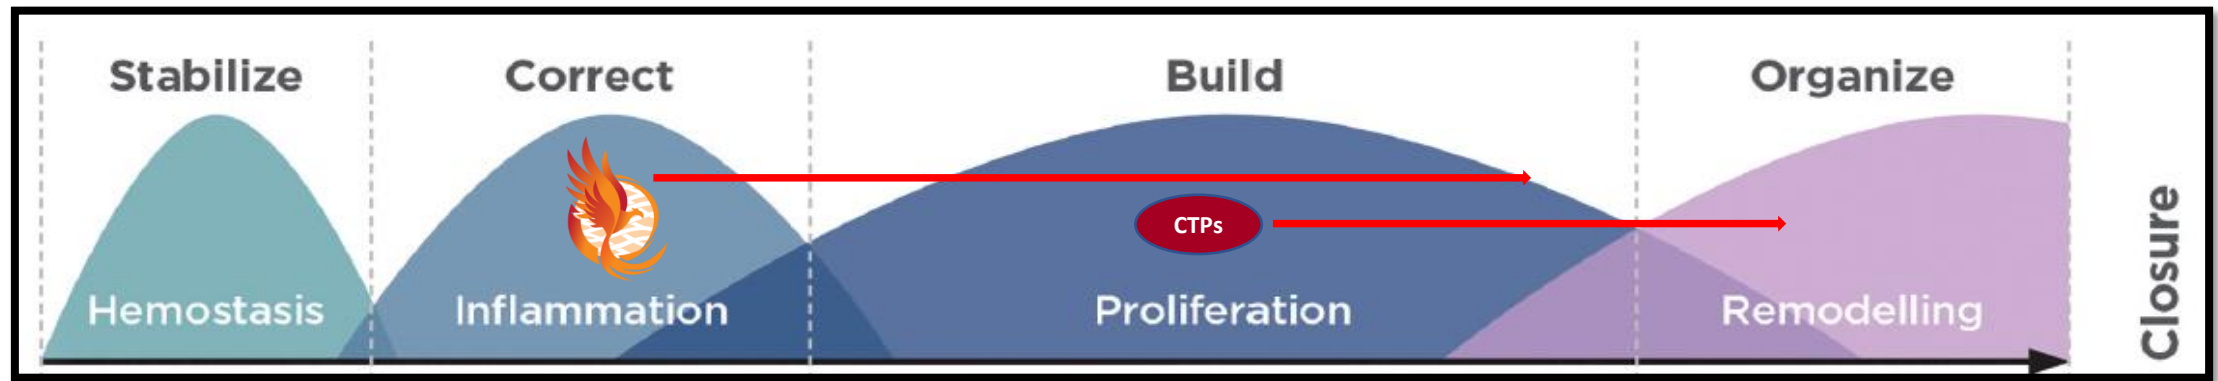 Stabilize
Correct
Build
Organize
CTPs
Hemostasis
Inflammation
Proliferation
Remodelling
Closure